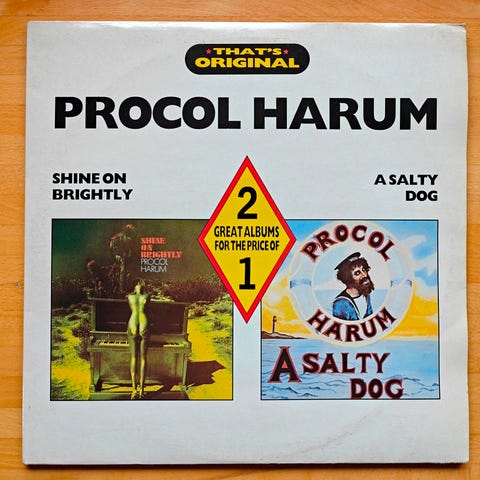 THAT'S
ORIGINAL
PROCOL HARUM
SHINE ON
BRIGHTLY
A SALTY
DOG
2
GREAT ALBUMS
FOR THE PRICE OF
1
SHINE
ON
BRIGHTLY
PROCOL
HARUM
PROCOL
HARUM
A SALTY
DOG